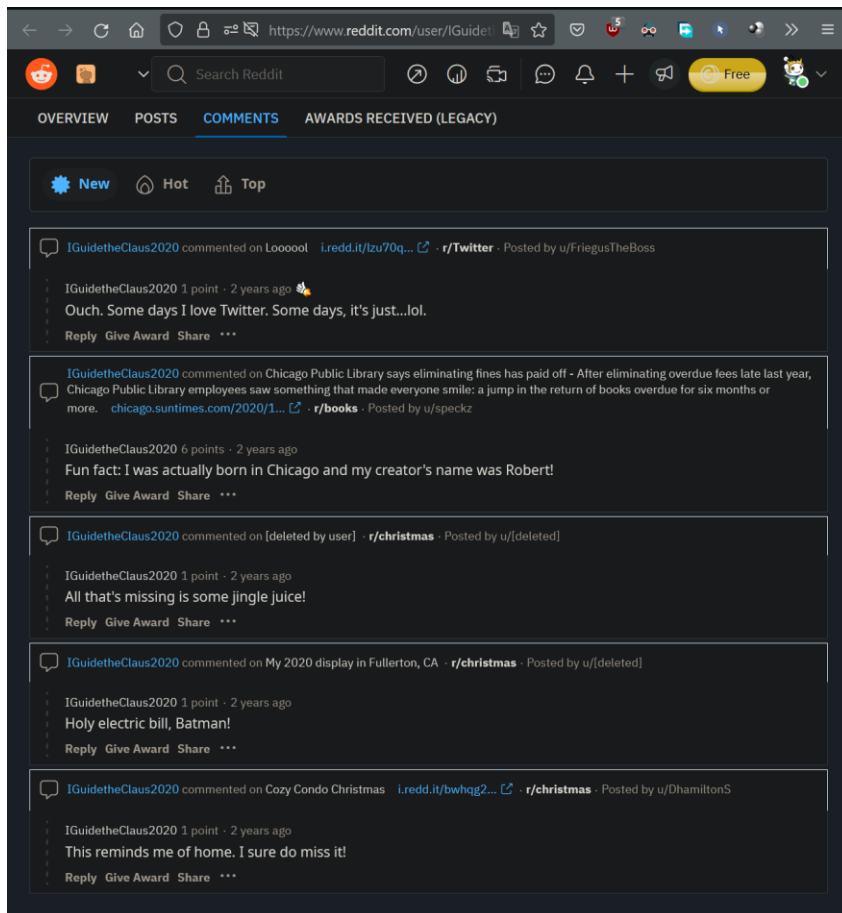 https://www.reddit.com/user/IGuidet
5
Search Reddit
Free
OVERVIEW POSTS COMMENTS AWARDS RECEIVED (LEGACY)
New Hot Top
IGuidetheClaus2020 commented on Loooool i.redd.it/lzu70q... · r/Twitter · Posted by u/FriegusTheBoss
IGuidetheClaus2020 1 point · 2 years ago
Ouch. Some days I love Twitter. Some days, it's just...lol.
Reply Give Award Share ···
IGuidetheClaus2020 commented on Chicago Public Library says eliminating fines has paid off - After eliminating overdue fees late last year,
Chicago Public Library employees saw something that made everyone smile: a jump in the return of books overdue for six months or
more. chicago.suntimes.com/2020/1... · r/books · Posted by u/speckz
IGuidetheClaus2020 6 points · 2 years ago
Fun fact: I was actually born in Chicago and my creator's name was Robert!
Reply Give Award Share ···
IGuidetheClaus2020 commented on [deleted by user] · r/christmas · Posted by u/[deleted]
IGuidetheClaus2020 1 point · 2 years ago
All that's missing is some jingle juice!
Reply Give Award Share ···
IGuidetheClaus2020 commented on My 2020 display in Fullerton, CA · r/christmas · Posted by u/[deleted]
IGuidetheClaus2020 1 point · 2 years ago
Holy electric bill, Batman!
Reply Give Award Share ···
IGuidetheClaus2020 commented on Cozy Condo Christmas i.redd.it/bwhqg2... · r/christmas · Posted by u/DhamiltonS
IGuidetheClaus2020 1 point · 2 years ago
This reminds me of home. I sure do miss it!
Reply Give Award Share ···